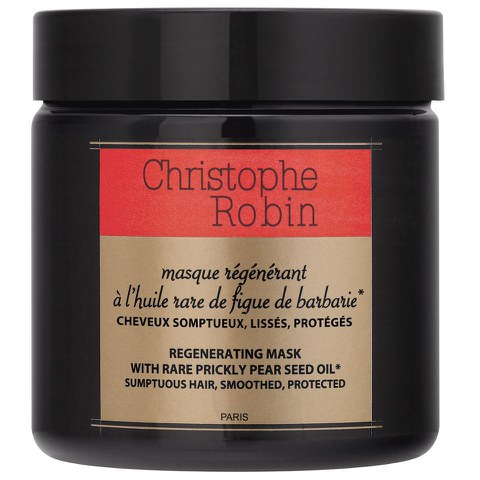 Christophe
Robin
masque régénérant
à l'huile rare de figue de barbarie*
CHEVEUX SOMPTUEUX, LISSÉS, PROTÉGÉS
REGENERATING MASK
WITH RARE PRICKLY PEAR SEED OIL*
SUMPTUOUS HAIR, SMOOTHED, PROTECTED
PARIS